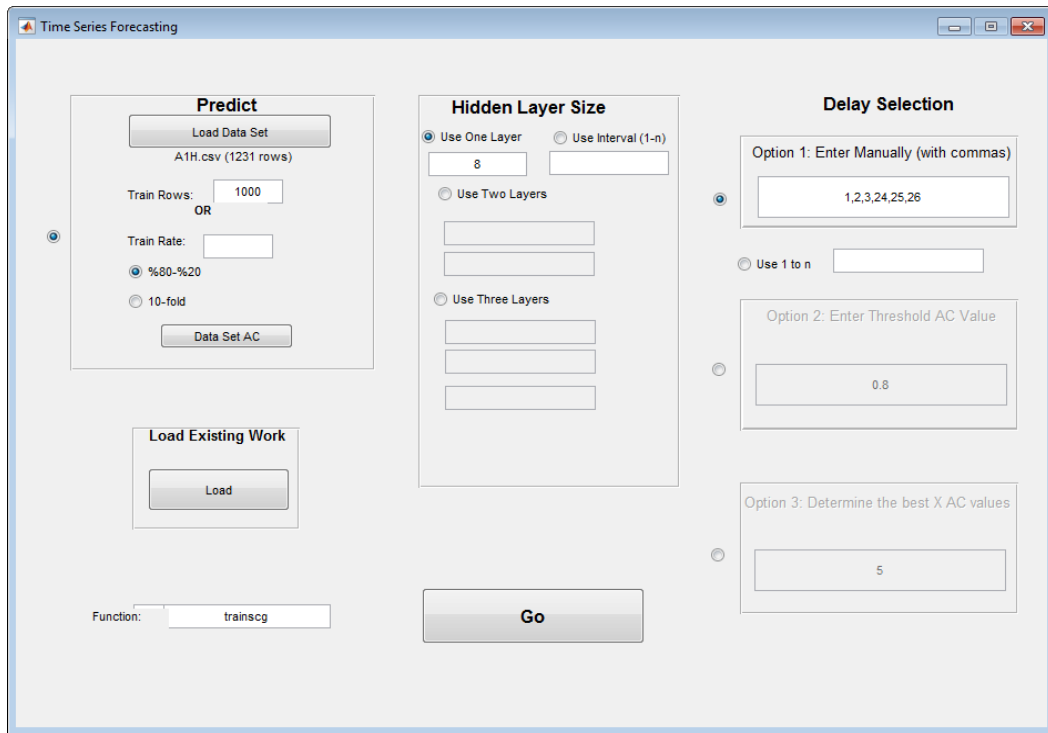 Time Series Forecasting
Predict
Load Data Set
A1H.csv (1231 rows)
Train Rows: 1000
OR
Train Rate:
%80-%20
10-fold
Data Set AC
Load Existing Work
Load
Function: trainscg
Hidden Layer Size
Use One Layer Use Interval (1-n)
8
Use Two Layers
Use Three Layers
Go
Delay Selection
Option 1: Enter Manually (with commas)
1,2,3,24,25,26
Use 1 to n
Option 2: Enter Threshold AC Value
0.8
Option 3: Determine the best X AC values
5